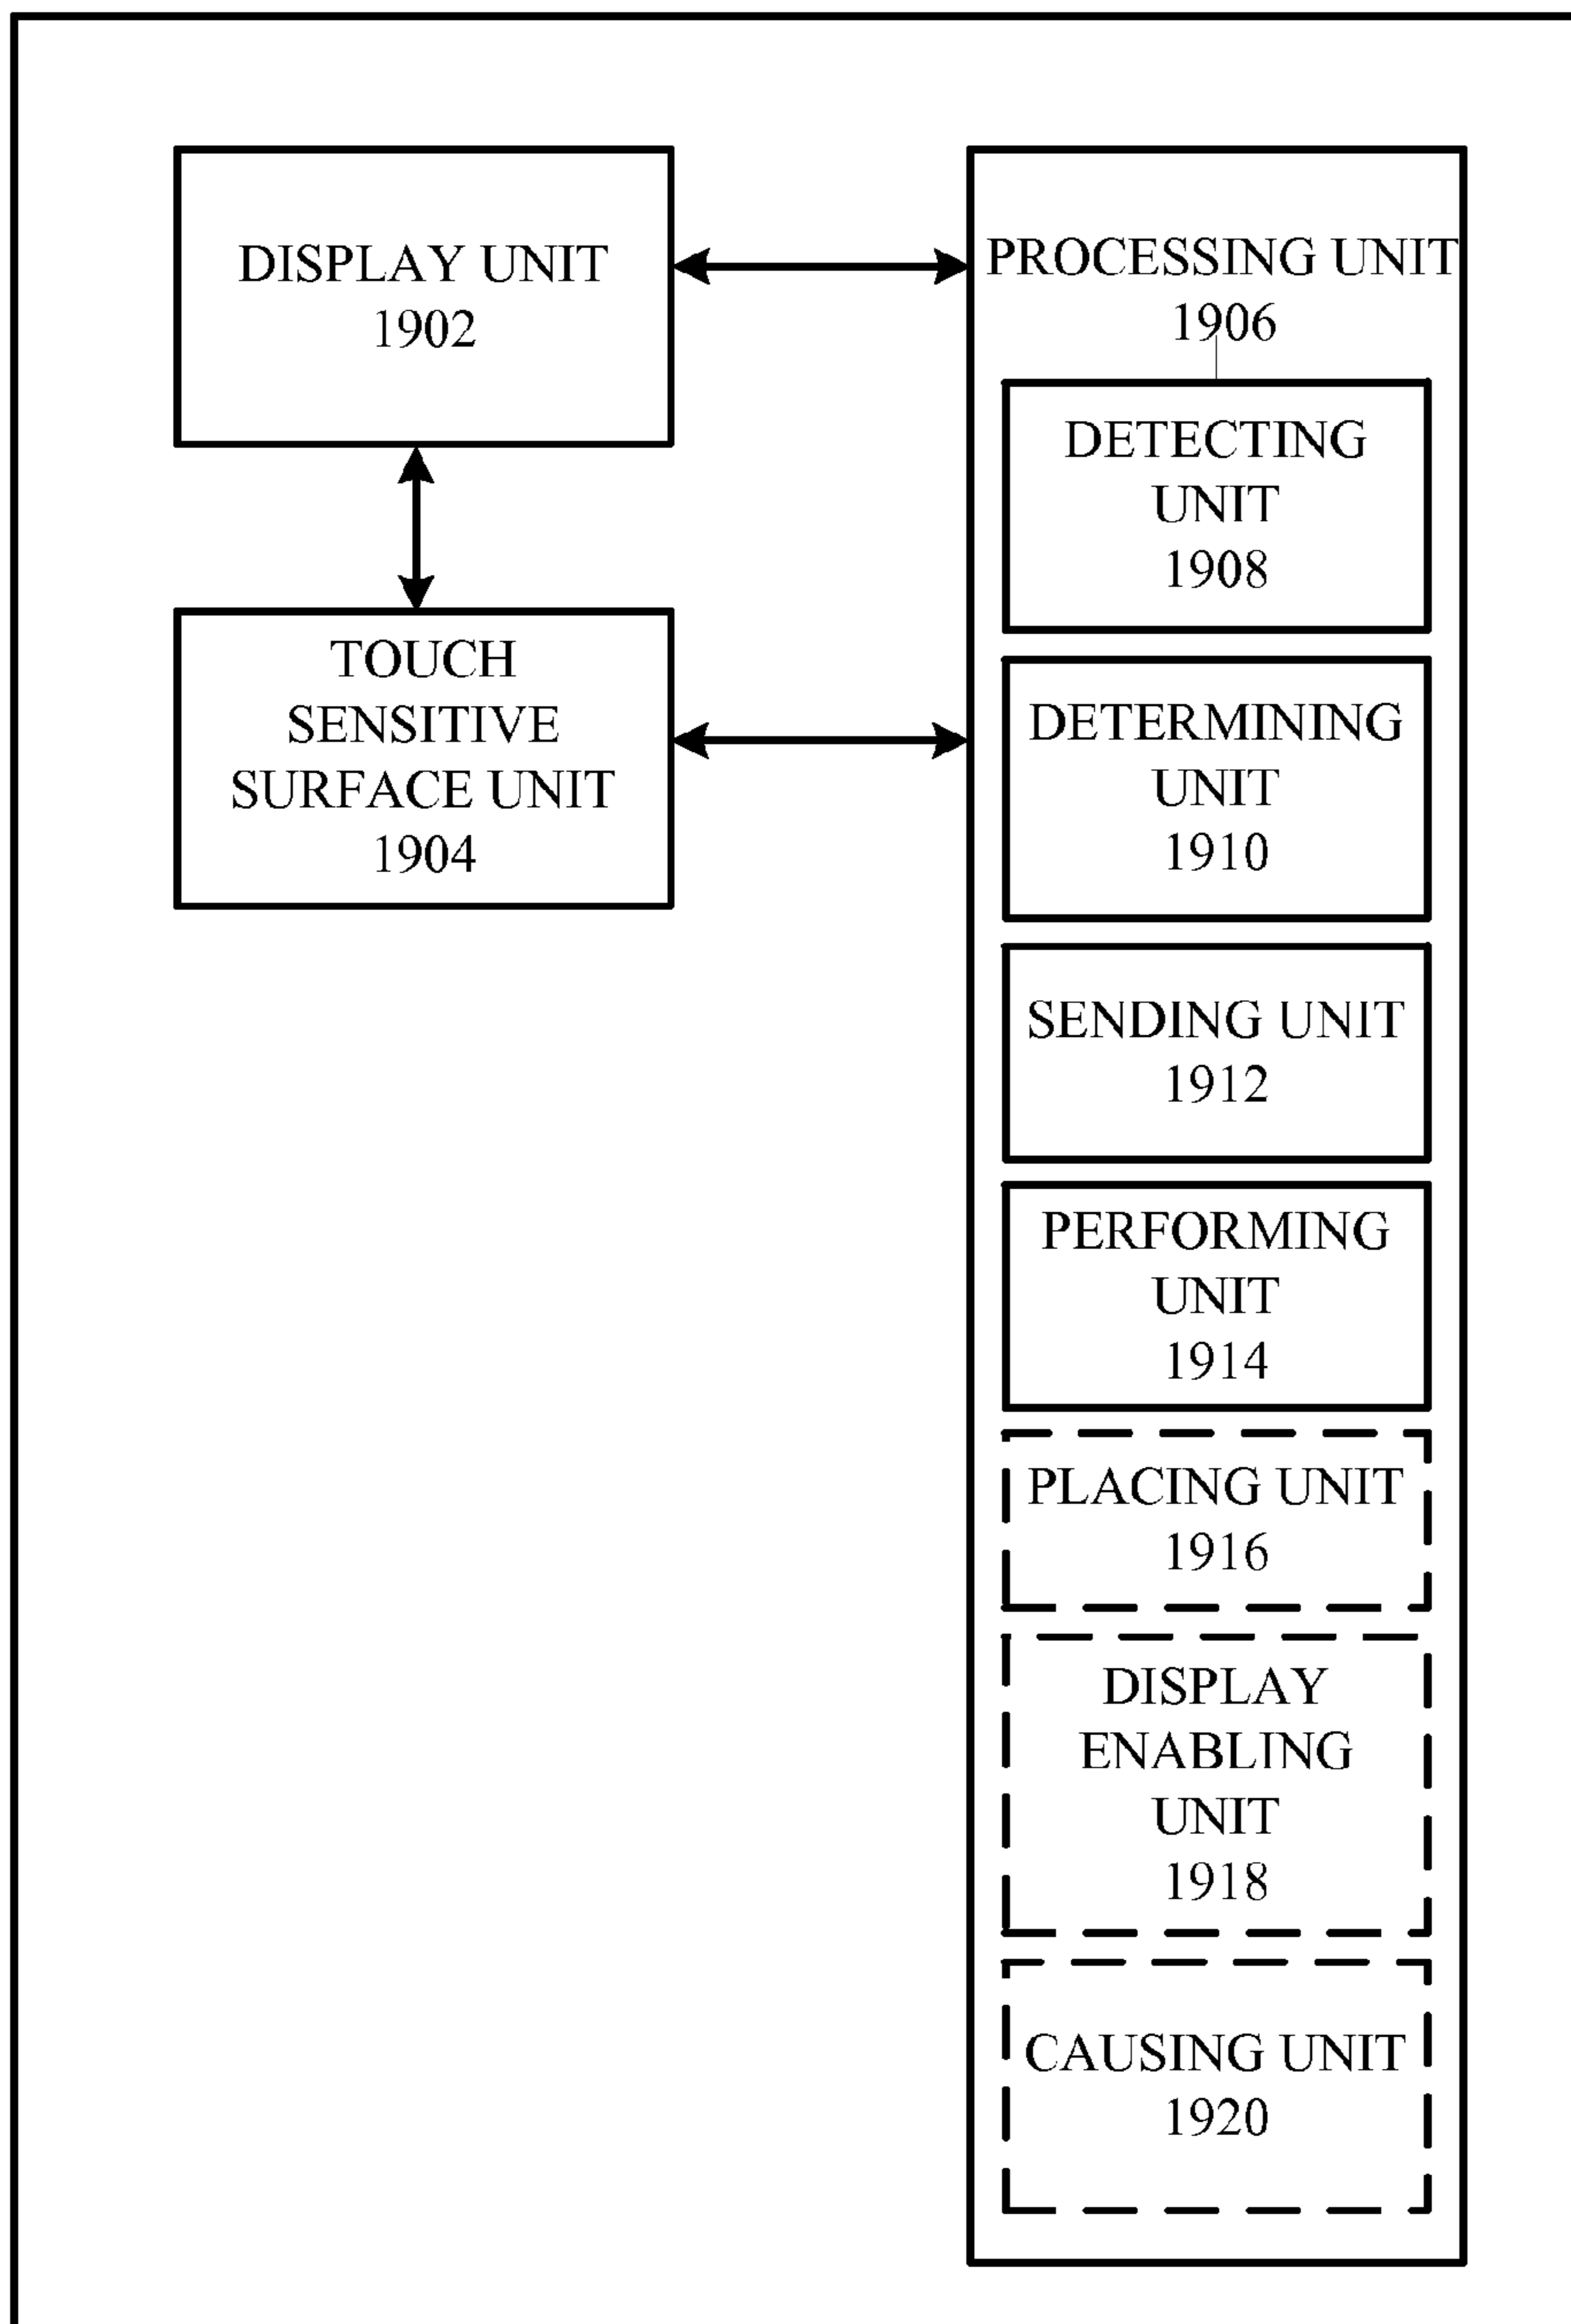 DISPLAY UNIT
1902
TOUCH
SENSITIVE
SURFACE UNIT
1904
PROCESSING UNIT
1906
DETECTING
UNIT
1908
DETERMINING
UNIT
1910
SENDING UNIT
1912
PERFORMING
UNIT
1914
PLACING UNIT
1916
DISPLAY
ENABLING
UNIT
1918
CAUSING UNIT
1920